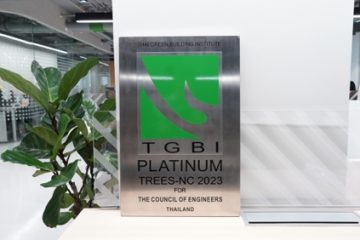 THE GREEN BUILDING INSTITUTE
TGBI
PLATINUM
TREES-NC 2023
FOR
THE COUNCIL OF ENGINEERS
THAILAND